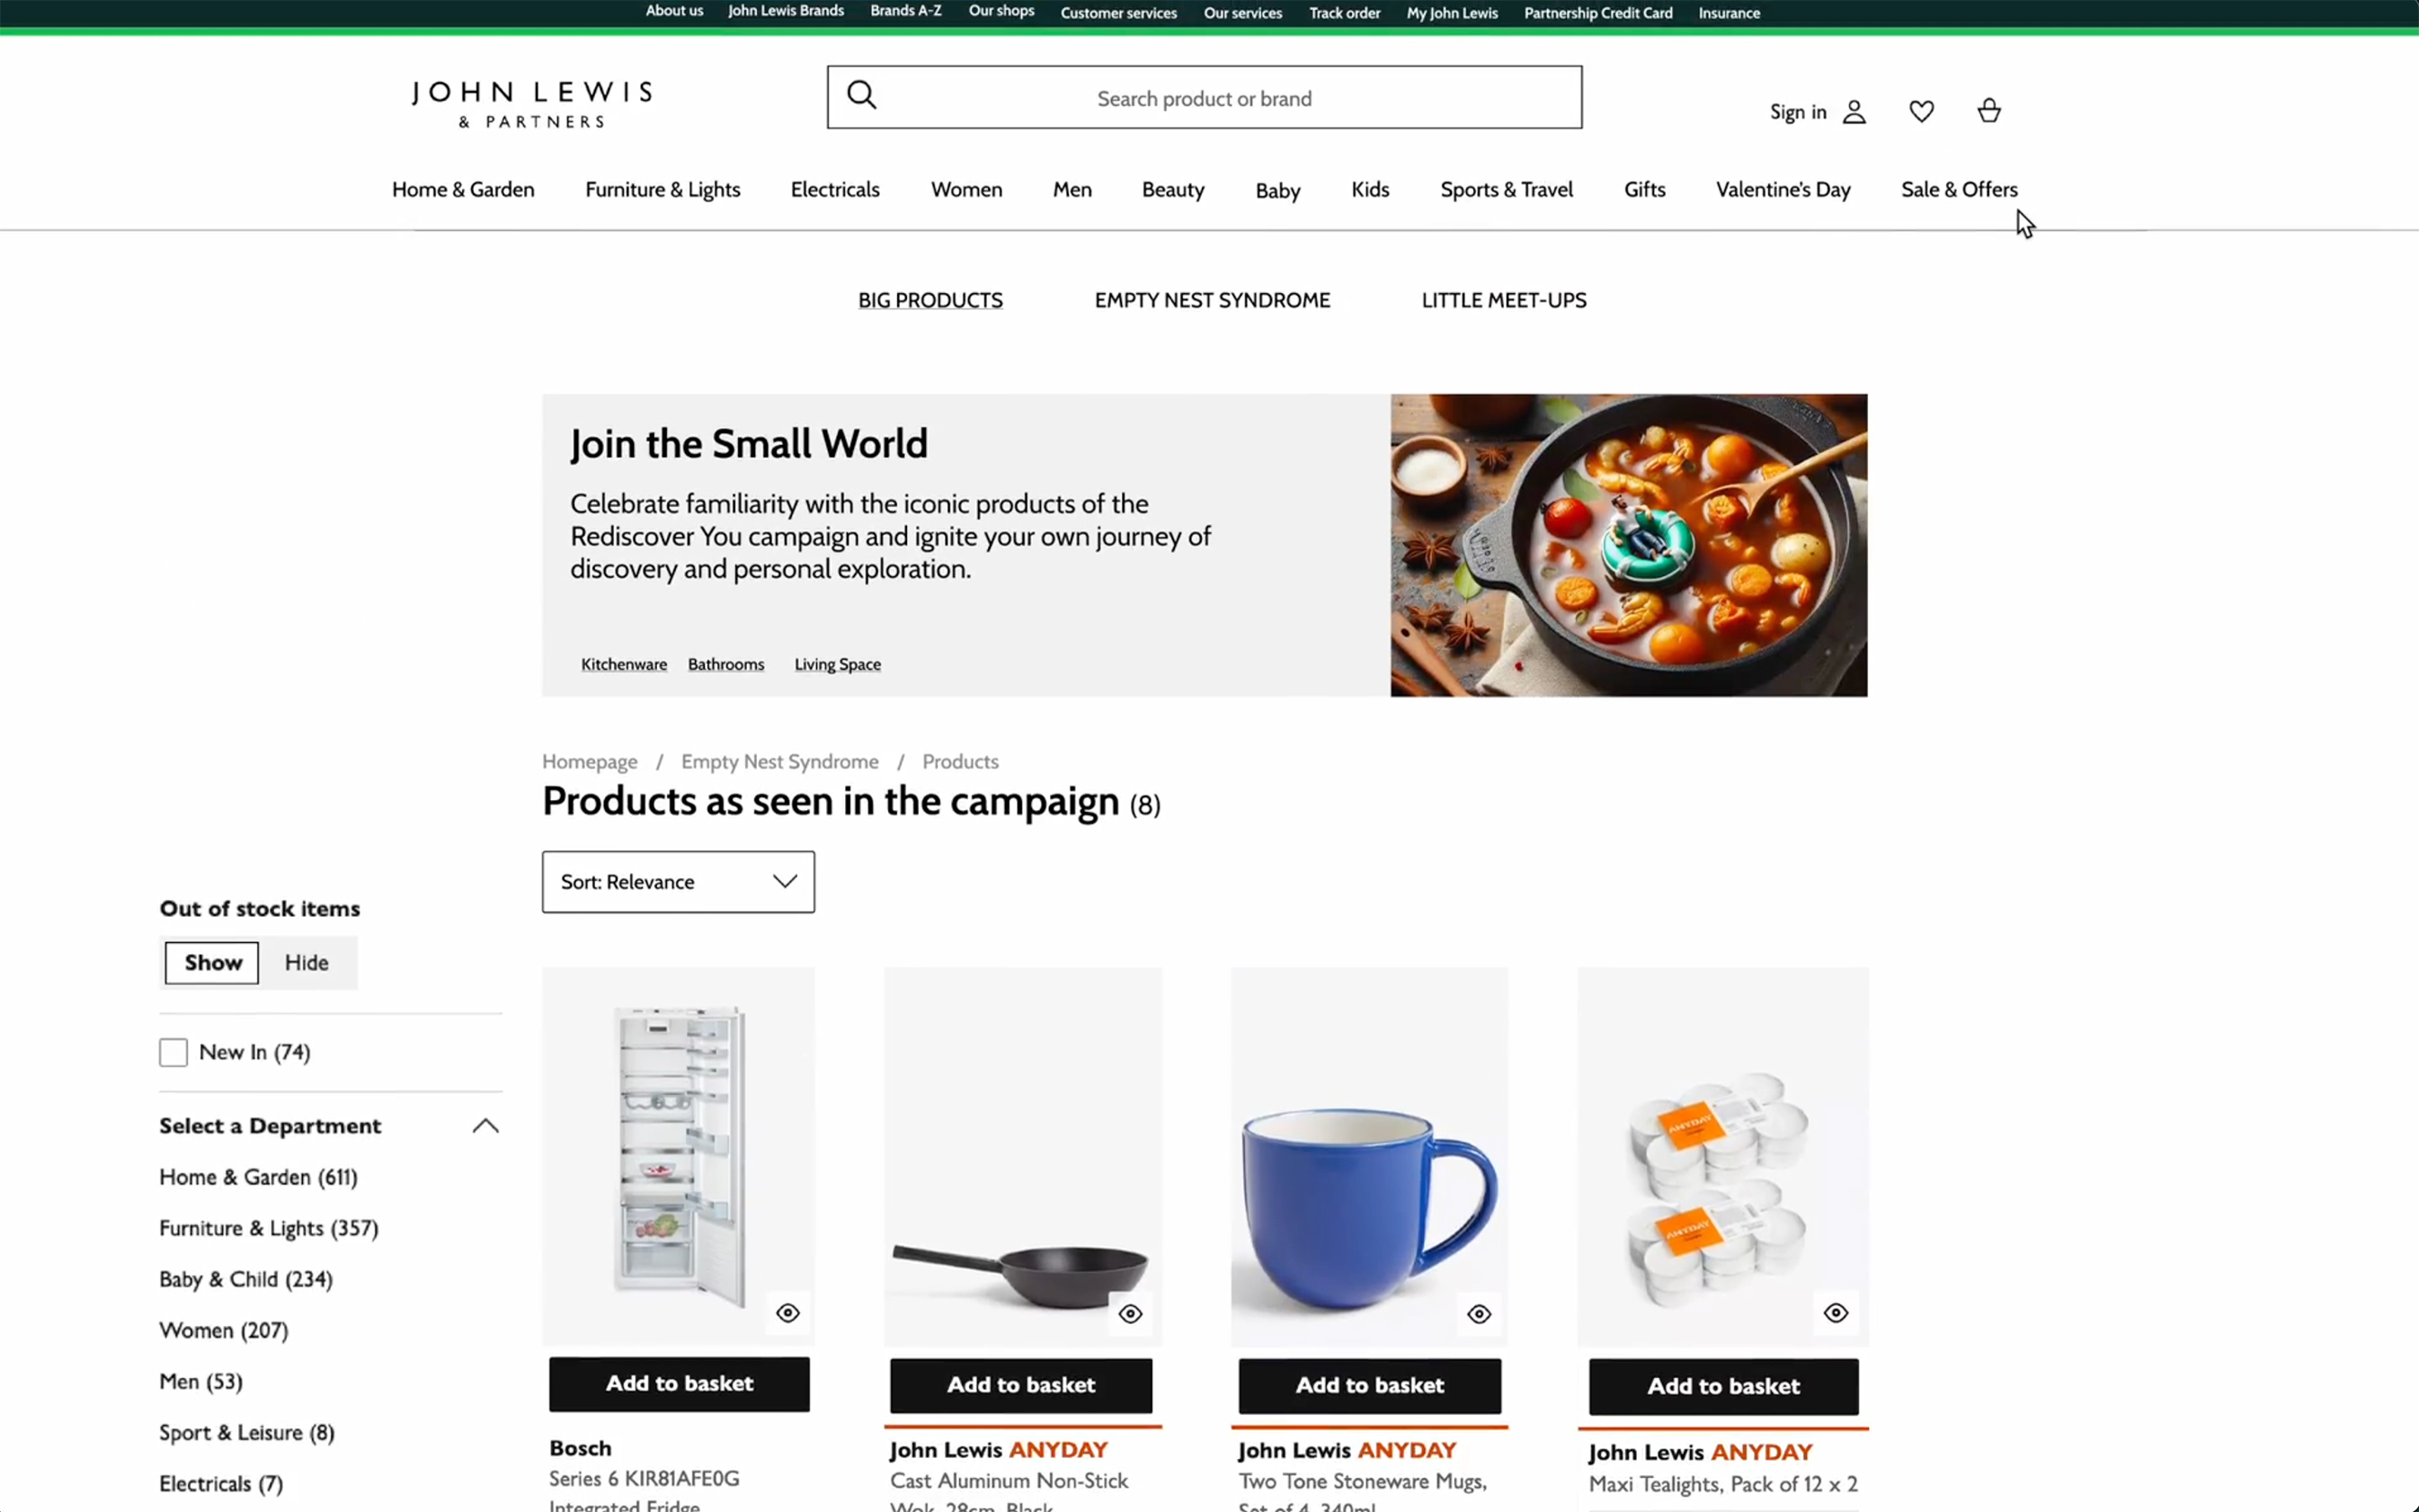 About us John Lewis Brands Brands A-Z Our shops Customer services Our services Track order My John Lewis Partnership Credit Card Insurance
JOHN LEWIS
& PARTNERS
Search product or brand
Sign in
Home & Garden Furniture & Lights Electricals Women Men Beauty Baby Kids Sports & Travel Gifts Valentine's Day Sale & Offers
BIG PRODUCTS EMPTY NEST SYNDROME LITTLE MEET-UPS
Join the Small World
Celebrate familiarity with the iconic products of the
Rediscover You campaign and ignite your own journey of
discovery and personal exploration.
Kitchenware Bathrooms Living Space
Homepage / Empty Nest Syndrome / Products
Products as seen in the campaign (8)
Sort: Relevance
Out of stock items
Show Hide
New In (74)
Select a Department
Home & Garden (611)
Furniture & Lights (357)
Baby & Child (234)
Women (207)
Men (53)
Sport & Leisure (8)
Electricals (7)
ANYDAY
ANYDAY
Add to basket Add to basket Add to basket Add to basket
Bosch
Series 6 KIR81AFE0G
Integrated Fridge
John Lewis ANYDAY
Cast Aluminum Non-Stick
Wok, 28cm, Black
John Lewis ANYDAY
Two Tone Stoneware Mugs,
Set of 4, 340ml
John Lewis ANYDAY
Maxi Tealights, Pack of 12 x 2